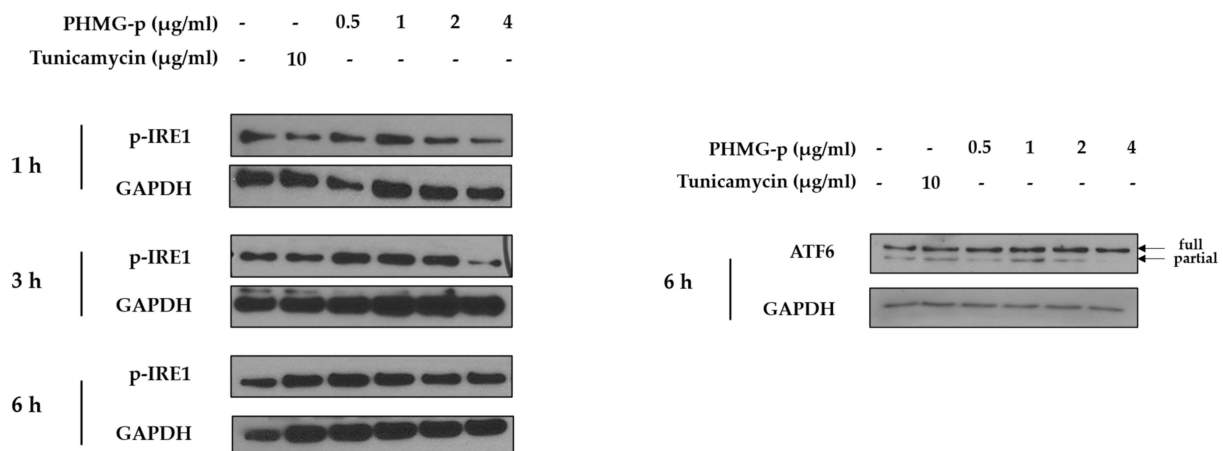 PHMG-p (µg/ml) - - 0.5 1 2 4
Tunicamycin (µg/ml) - 10 - - - -
1 h
p-IRE1
GAPDH
3 h
p-IRE1
GAPDH
6 h
p-IRE1
GAPDH
PHMG-p (µg/ml) - - 0.5 1 2 4
Tunicamycin (µg/ml) - 10 - - - -
6 h
ATF6
full
partial
GAPDH